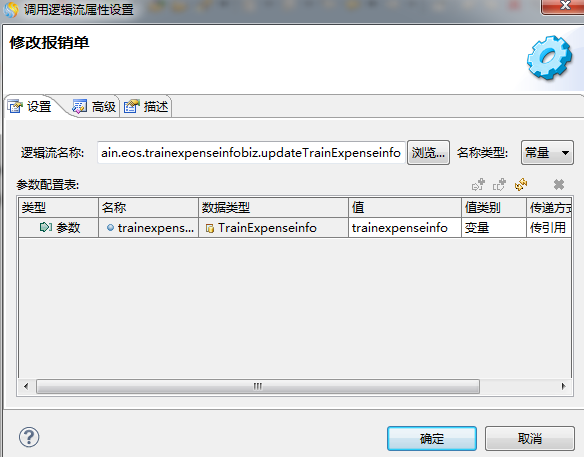 调用逻辑流属性设置
修改报销单
设置 高级 描述
逻辑流名称: ain.eos.trainexpenseinfobiz.updateTrainExpenseinfo 浏览... 名称类型: 常量
参数配置表:
类型 名称 数据类型 值 值类别 传递方式
参数 trainexpens... TrainExpenseinfo trainexpenseinfo 变量 传引用
确定 取消